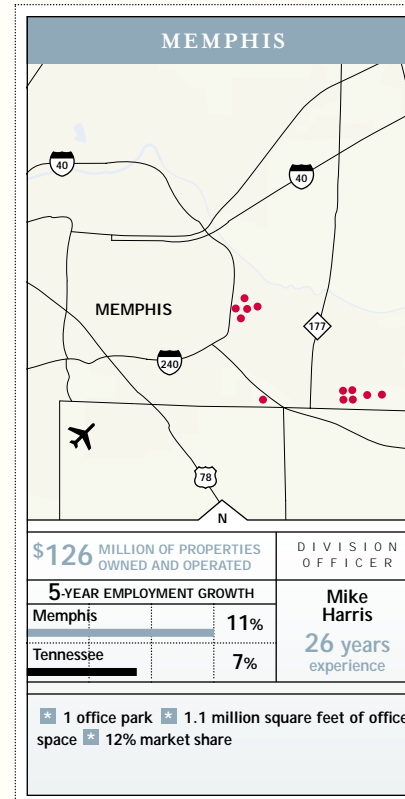 MEMPHIS
40
40
MEMPHIS
177
240
78
N
$126 MILLION OF PROPERTIES
OWNED AND OPERATED
DIVISION
OFFICER
5-YEAR EMPLOYMENT GROWTH
Memphis
11%
Tennessee
7%
Mike
Harris
26 years
experience
* 1 office park * 1.1 million square feet of office
space * 12% market share